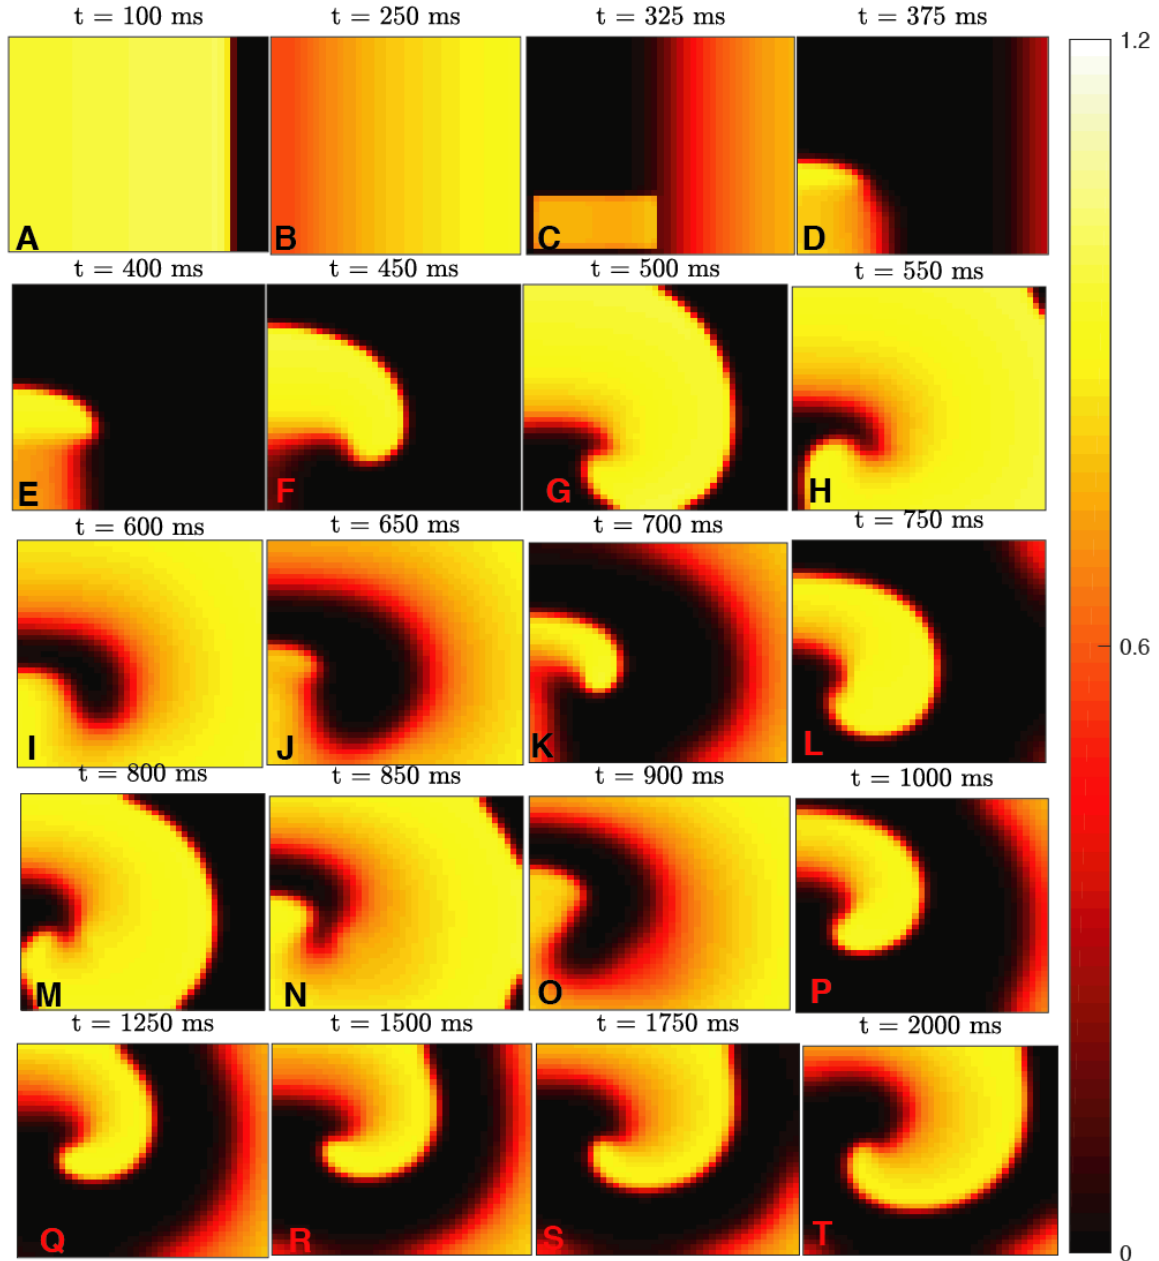 t = 100 ms
t = 250 ms
t = 325 ms
t = 375 ms
1.2
A
B
C
D
t = 400 ms
t = 450 ms
t = 500 ms
t = 550 ms
E
F
G
H
t = 600 ms
t = 650 ms
t = 700 ms
t = 750 ms
0.6
I
J
K
L
t = 800 ms
t = 850 ms
t = 900 ms
t = 1000 ms
M
N
O
P
t = 1250 ms
t = 1500 ms
t = 1750 ms
t = 2000 ms
Q
R
S
T
0